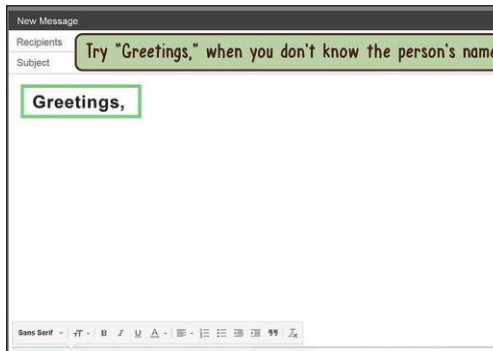 New Message
Recipients
Try "Greetings," when you don't know the person's name
Subject
Greetings,
Sans Serif